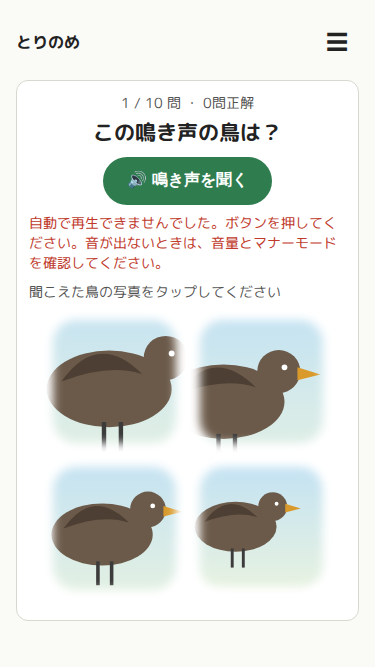 とりのめ
1 / 10 問 · 0問正解
この鳴き声の鳥は？
🔊 鳴き声を聞く
自動で再生できませんでした。ボタンを押してく
ださい。音が出ないときは、音量とマナーモード
を確認してください。
聞こえた鳥の写真をタップしてください